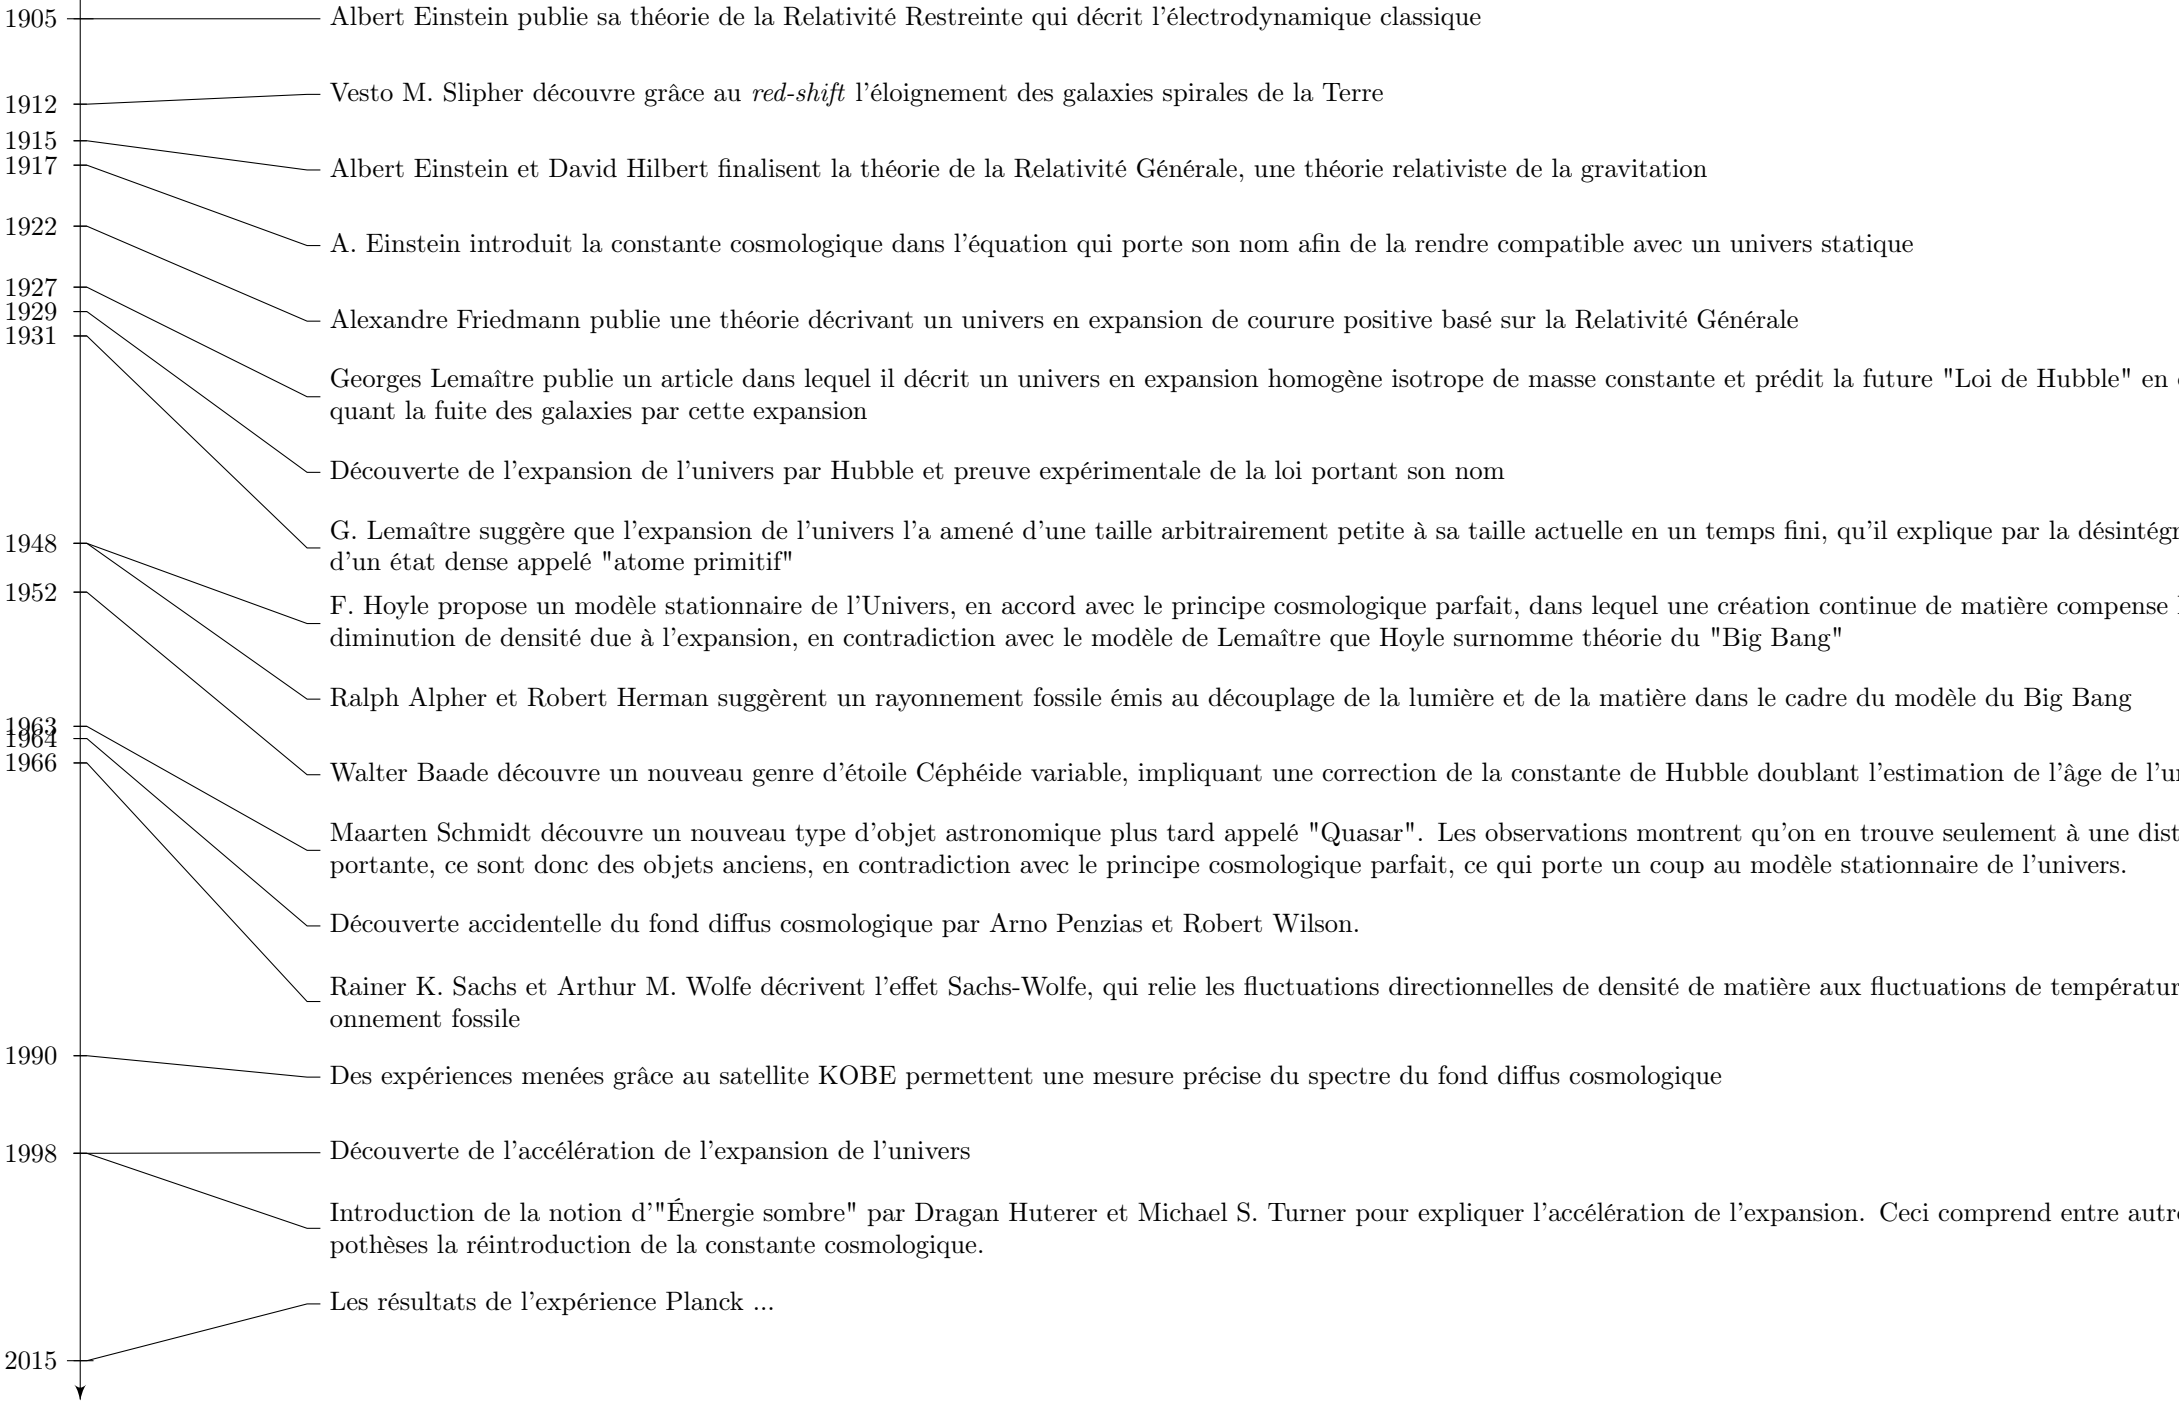 1905 Albert Einstein publie sa théorie de la Relativité Restreinte qui décrit l'électrodynamique classique
1912 Vesto M. Slipher découvre grâce au red-shift l'éloignement des galaxies spirales de la Terre
1915 Albert Einstein et David Hilbert finalisent la théorie de la Relativité Générale, une théorie relativiste de la gravitation
1917 A. Einstein introduit la constante cosmologique dans l'équation qui porte son nom afin de la rendre compatible avec un univers statique
1922 Alexandre Friedmann publie une théorie décrivant un univers en expansion de courure positive basé sur la Relativité Générale
1927 Georges Lemaître publie un article dans lequel il décrit un univers en expansion homogène isotrope de masse constante et prédit la future "Loi de Hubble" en
quant la fuite des galaxies par cette expansion
1929 Découverte de l'expansion de l'univers par Hubble et preuve expérimentale de la loi portant son nom
1931 G. Lemaître suggère que l'expansion de l'univers l'a amené d'une taille arbitrairement petite à sa taille actuelle en un temps fini, qu'il explique par la désintégr
d'un état dense appelé "atome primitif"
1948 F. Hoyle propose un modèle stationnaire de l'Univers, en accord avec le principe cosmologique parfait, dans lequel une création continue de matière compense
diminution de densité due à l'expansion, en contradiction avec le modèle de Lemaître que Hoyle surnomme théorie du "Big Bang"
Ralph Alpher et Robert Herman suggèrent un rayonnement fossile émis au découplage de la lumière et de la matière dans le cadre du modèle du Big Bang
1952 Walter Baade découvre un nouveau genre d'étoile Céphéide variable, impliquant une correction de la constante de Hubble doublant l'estimation de l'âge de l'un
1963 Maarten Schmidt découvre un nouveau type d'objet astronomique plus tard appelé "Quasar". Les observations montrent qu'on en trouve seulement à une dist
portante, ce sont donc des objets anciens, en contradiction avec le principe cosmologique parfait, ce qui porte un coup au modèle stationnaire de l'univers.
1964 Découverte accidentelle du fond diffus cosmologique par Arno Penzias et Robert Wilson.
1966 Rainer K. Sachs et Arthur M. Wolfe décrivent l'effet Sachs-Wolfe, qui relie les fluctuations directionnelles de densité de matière aux fluctuations de températur
onnement fossile
1990 Des expériences menées grâce au satellite KOBE permettent une mesure précise du spectre du fond diffus cosmologique
1998 Découverte de l'accélération de l'expansion de l'univers
Introduction de la notion d'"Énergie sombre" par Dragan Huterer et Michael S. Turner pour expliquer l'accélération de l'expansion. Ceci comprend entre autre
pothèses la réintroduction de la constante cosmologique.
2015 Les résultats de l'expérience Planck ...